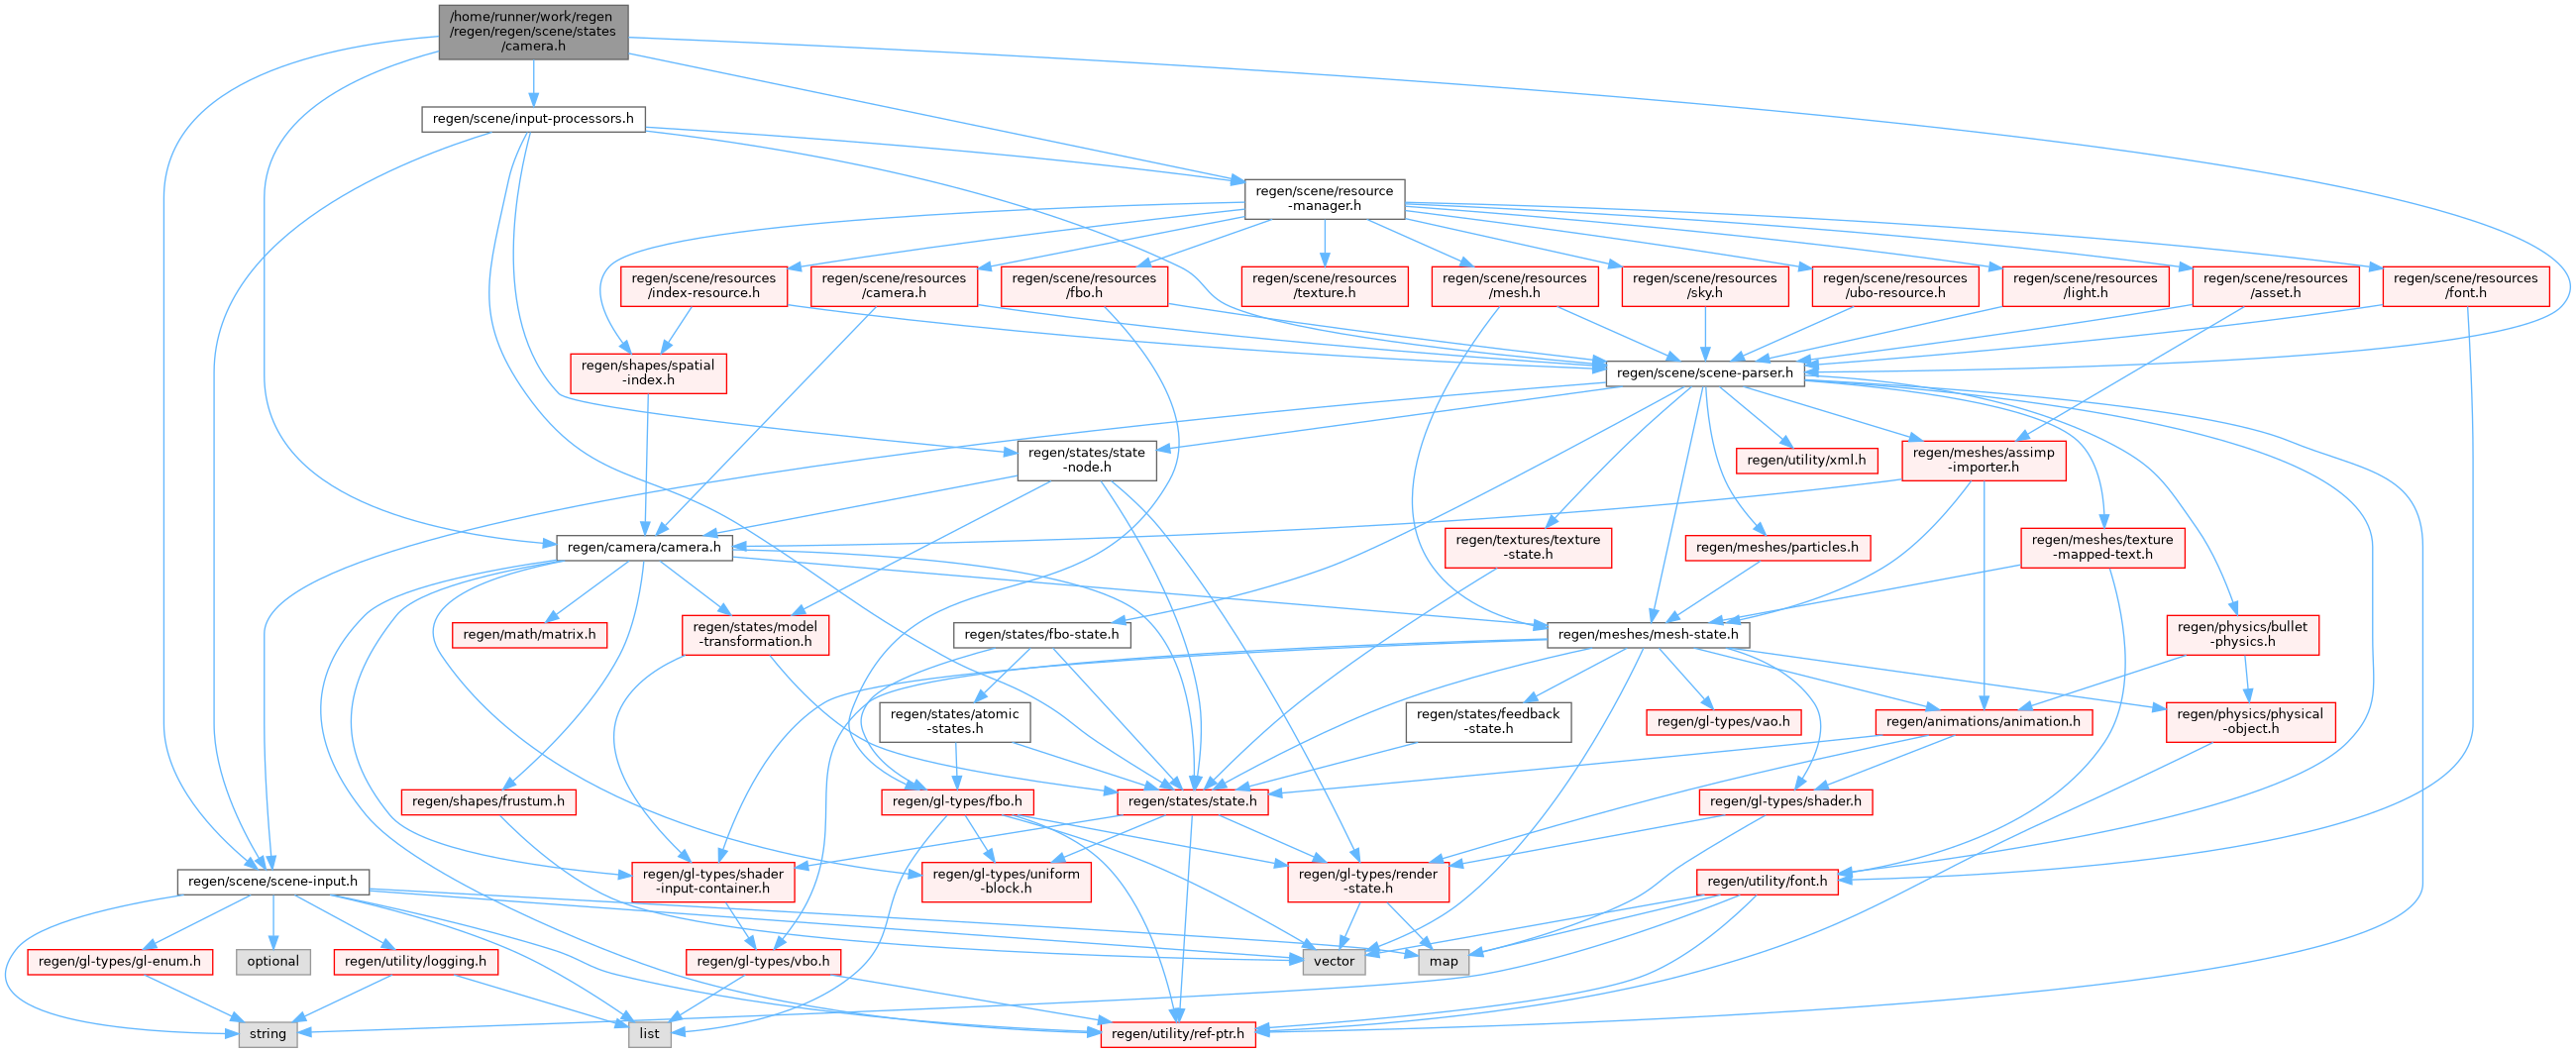 /home/runner/work/regen
/regen/regen/scene/states
/camera.h
regen/scene/input-processors.h
regen/scene/resource
-manager.h
regen/scene/resources
/index-resource.h
regen/scene/resources
/camera.h
regen/scene/resources
/fbo.h
regen/scene/resources
/texture.h
regen/scene/resources
/mesh.h
regen/scene/resources
/sky.h
regen/scene/resources
/ubo-resource.h
regen/scene/resources
/light.h
regen/scene/resources
/asset.h
regen/scene/resources
/font.h
regen/shapes/spatial
-index.h
regen/scene/scene-parser.h
regen/states/state
-node.h
regen/utility/xml.h
regen/meshes/assimp
-importer.h
regen/camera/camera.h
regen/textures/texture
-state.h
regen/meshes/particles.h
regen/meshes/texture
-mapped-text.h
regen/math/matrix.h
regen/states/model
-transformation.h
regen/states/fbo-state.h
regen/meshes/mesh-state.h
regen/physics/bullet
-physics.h
regen/states/atomic
-states.h
regen/states/feedback
-state.h
regen/gl-types/vao.h
regen/animations/animation.h
regen/physics/physical
-object.h
regen/shapes/frustum.h
regen/gl-types/fbo.h
regen/states/state.h
regen/gl-types/shader.h
regen/scene/scene-input.h
regen/gl-types/shader
-input-container.h
regen/gl-types/uniform
-block.h
regen/gl-types/render
-state.h
regen/utility/font.h
regen/gl-types/gl-enum.h
optional
regen/utility/logging.h
regen/gl-types/vbo.h
vector
map
string
list
regen/utility/ref-ptr.h